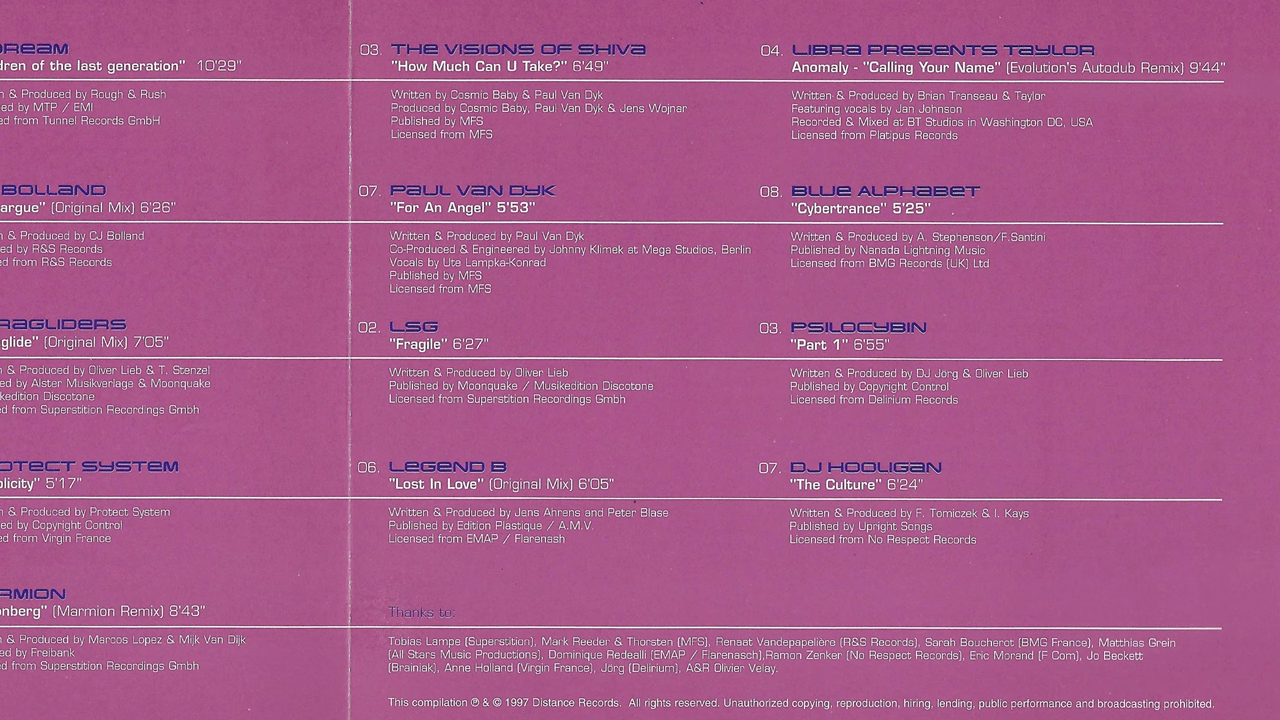 DREAM
dren of the last generation" 10'29"
n & Produced by Rough & Rush
ed by MTP / EMI
ed from Tunnel Records GmbH
03. THE VISIONS OF SHIVA
"How Much Can U Take?" 6'49"
Written by Cosmic Baby & Paul Van Dyk
Produced by Cosmic Baby, Paul Van Dyk & Jens Wojnar
Published by MFS
Licensed from MFS
04. LIBRA PRESENTS TAYLOR
Anomaly - "Calling Your Name" (Evolution's Autodub Remix) 9'44"
Written & Produced by Brian Transeau & Taylor
Featuring vocals by Jan Johnson
Recorded & Mixed at BT Studios in Washington DC, USA
Licensed from Platipus Records
BOLLAND
argue" (Original Mix) 6'26"
n & Produced by CJ Bolland
ed by R&S Records
ed from R&S Records
07. PAUL VAN DYK
"For An Angel" 5'53"
Written & Produced by Paul Van Dyk
Co-Produced & Engineered by Johnny Klimek at Mega Studios, Berlin
Vocals by Ute Lampka-Konrad
Published by MFS
Licensed from MFS
08. BLUE ALPHABET
"Cybertrance" 5'25"
Written & Produced by A. Stephenson/F.Santini
Published by Nanada Lightning Music
Licensed from BMG Records (UK) Ltd
RAGLIDERS
glide" (Original Mix) 7'05"
n & Produced by Oliver Lieb & T. Stenzel
ed by Alster Musikverlage & Moonquake
ikedition Discotone
ed from Superstition Recordings Gmbh
02. LSG
"Fragile" 6'27"
Written & Produced by Oliver Lieb
Published by Moonquake / Musikedition Discotone
Licensed from Superstition Recordings Gmbh
03. PSILOCYBIN
"Part 1" 6'55"
Written & Produced by DJ Jörg & Oliver Lieb
Published by Copyright Control
Licensed from Delirium Records
OTECT SYSTEM
plicity" 5'17"
n & Produced by Protect System
ed by Copyright Control
ed from Virgin France
06. LEGEND B
"Lost In Love" (Original Mix) 6'05"
Written & Produced by Jens Ahrens and Peter Blase
Published by Edition Plastique / A.M.V.
Licensed from EMAP / Flarenash
07. DJ HOOLIGAN
"The Culture" 6'24"
Written & Produced by F. Tomiczek & I. Kays
Published by Upright Songs
Licensed from No Respect Records
RMION
onberg" (Marmion Remix) 8'43"
n & Produced by Marcos Lopez & Mijk Van Dijk
ed by Freibank
ed from Superstition Recordings Gmbh
Thanks to:
Tobias Lampe (Superstition), Mark Reeder & Thorsten (MFS), Renaat Vandepapelière (R&S Records), Sarah Boucherot (BMG France), Matthias Grein
(All Stars Music Productions), Dominique Redealli (EMAP / Flarenasch),Ramon Zenker (No Respect Records), Eric Morand (F Com), Jo Beckett
(Brainiak), Anne Holland (Virgin France), Jörg (Delirium), A&R Olivier Velay.
This compilation ℗ & © 1997 Distance Records. All rights reserved. Unauthorized copying, reproduction, hiring, lending, public performance and broadcasting prohibited.